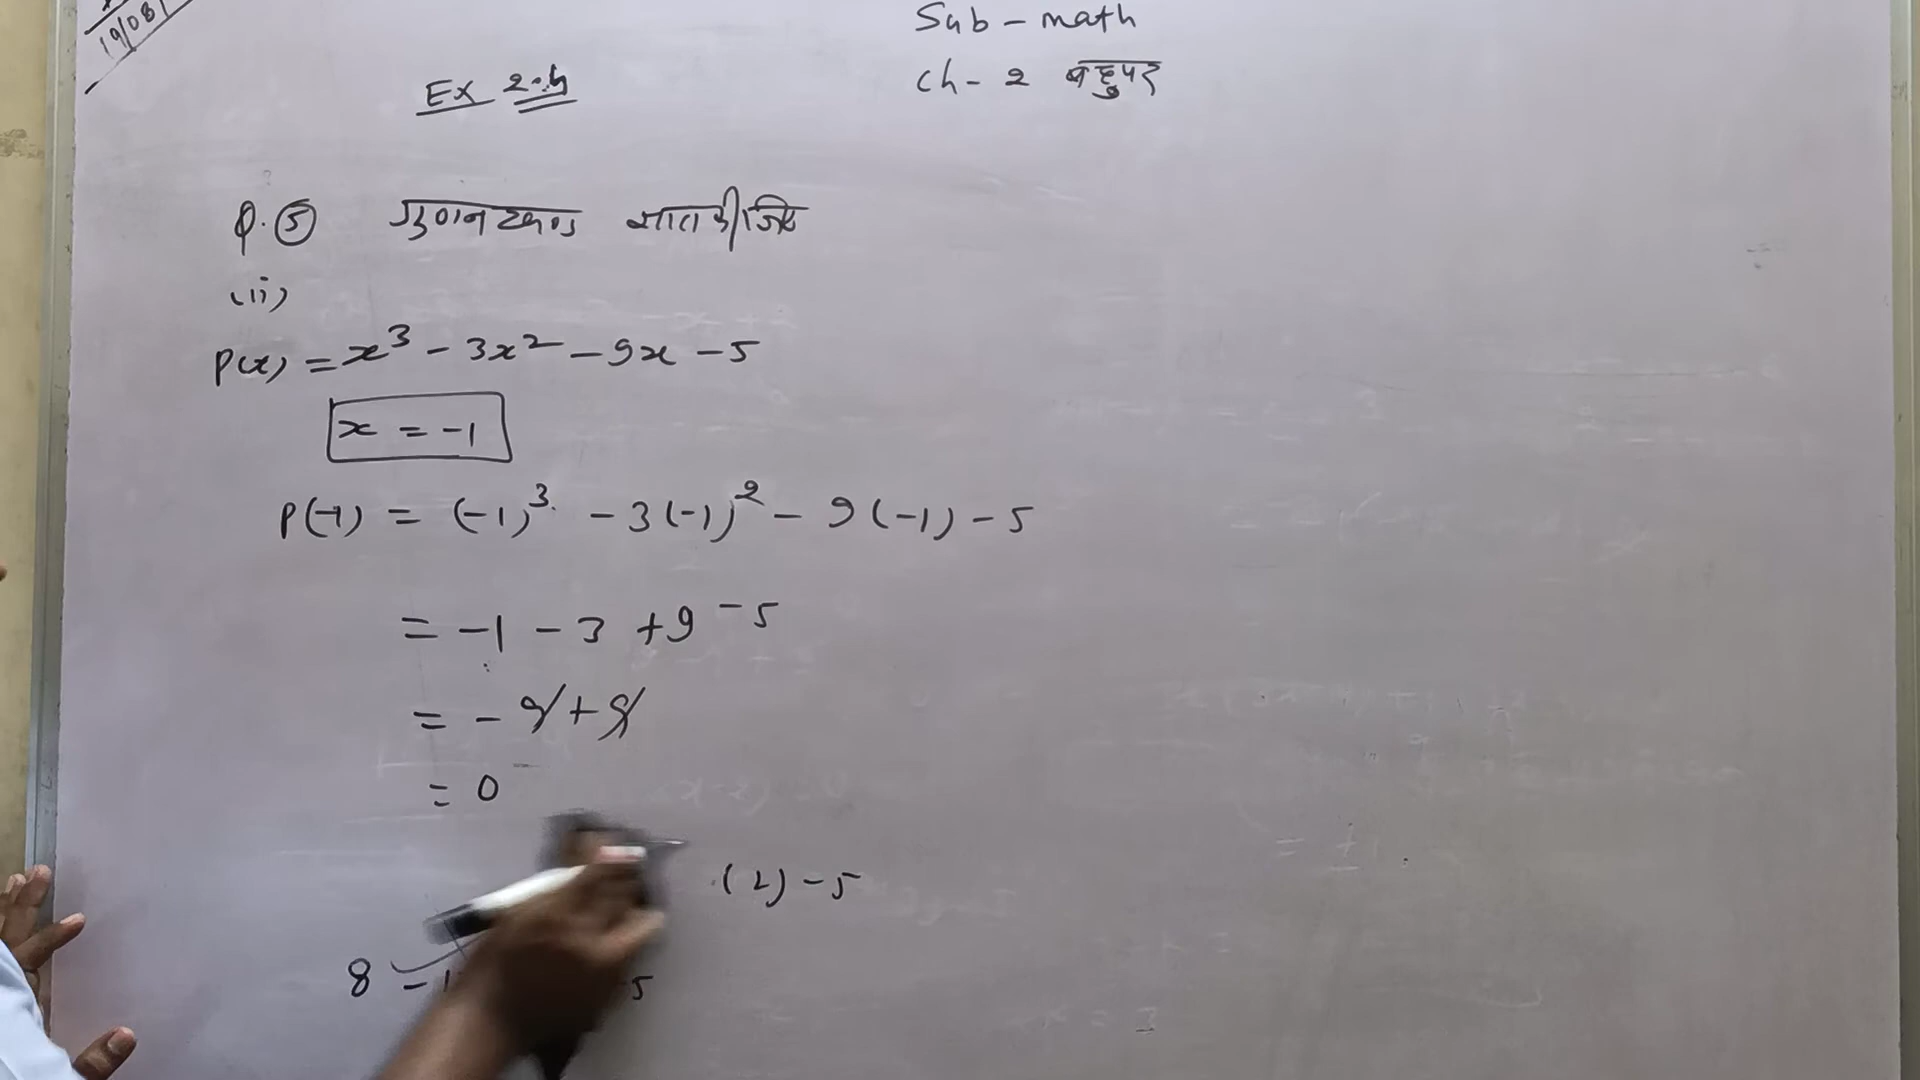 19/08/
Sub - math
Ch - 2 बहुपद
Ex 2.4
Q. ⑤ गुणनखण्ड ज्ञात कीजिए
(ii)
P(x) = x³ - 3x² - 9x - 5
x = -1
P(-1) = (-1)³ - 3(-1)² - 9(-1) - 5
= -1 - 3 + 9 - 5
= - 9 + 9
= 0
(2) - 5
8 - 1 5